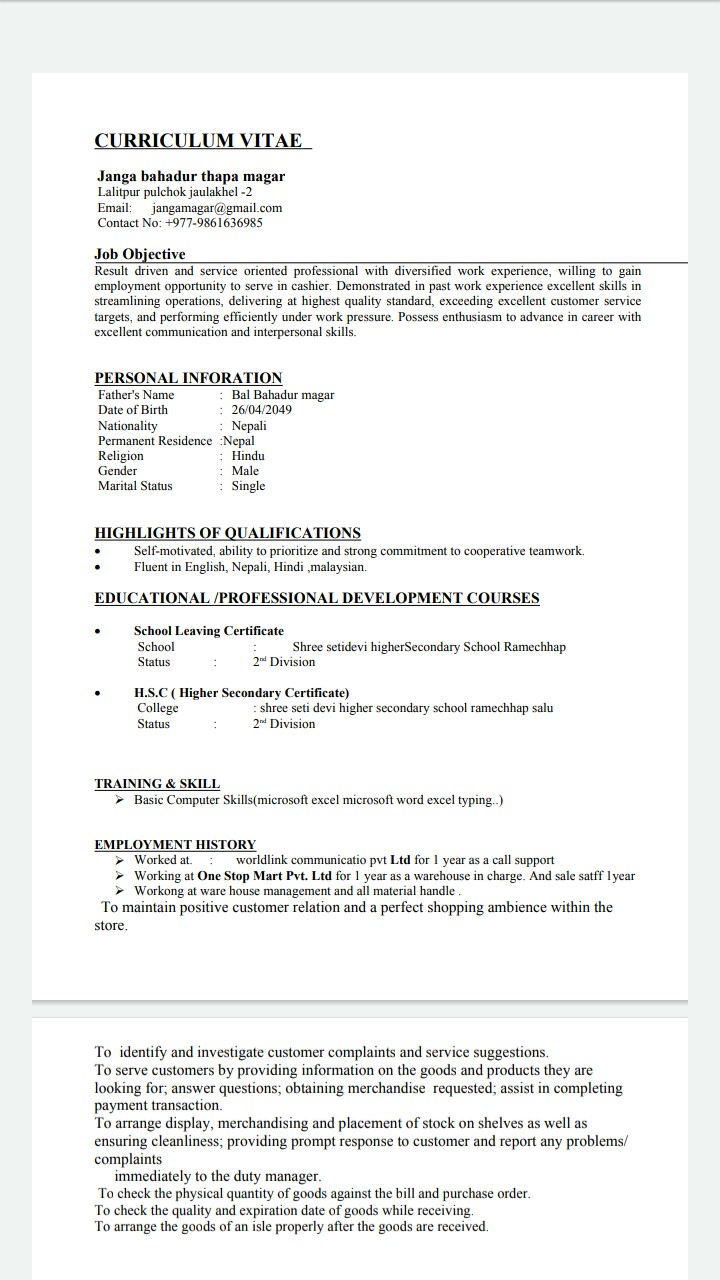 CURRICULUM VITAE
Janga bahadur thapa magar
Lalitpur pulchok jaulakhel -2
Email: jangamagar@gmail.com
Contact No: +977-9861636985
Job Objective
Result driven and service oriented professional with diversified work experience, willing to gain
employment opportunity to serve in cashier. Demonstrated in past work experience excellent skills in
streamlining operations, delivering at highest quality standard, exceeding excellent customer service
targets, and performing efficiently under work pressure. Possess enthusiasm to advance in career with
excellent communication and interpersonal skills.
PERSONAL INFORATION
Father's Name : Bal Bahadur magar
Date of Birth : 26/04/2049
Nationality : Nepali
Permanent Residence :Nepal
Religion : Hindu
Gender : Male
Marital Status : Single
HIGHLIGHTS OF QUALIFICATIONS
• Self-motivated, ability to prioritize and strong commitment to cooperative teamwork.
• Fluent in English, Nepali, Hindi ,malaysian.
EDUCATIONAL /PROFESSIONAL DEVELOPMENT COURSES
• School Leaving Certificate
School : Shree setidevi higherSecondary School Ramechhap
Status : 2nd Division
• H.S.C ( Higher Secondary Certificate)
College : shree seti devi higher secondary school ramechhap salu
Status : 2nd Division
TRAINING & SKILL
➢ Basic Computer Skills(microsoft excel microsoft word excel typing..)
EMPLOYMENT HISTORY
➢ Worked at. : worldlink communicatio pvt Ltd for 1 year as a call support
➢ Working at One Stop Mart Pvt. Ltd for 1 year as a warehouse in charge. And sale satff 1year
➢ Workong at ware house management and all material handle .
To maintain positive customer relation and a perfect shopping ambience within the
store.
To identify and investigate customer complaints and service suggestions.
To serve customers by providing information on the goods and products they are
looking for; answer questions; obtaining merchandise requested; assist in completing
payment transaction.
To arrange display, merchandising and placement of stock on shelves as well as
ensuring cleanliness; providing prompt response to customer and report any problems/
complaints
immediately to the duty manager.
To check the physical quantity of goods against the bill and purchase order.
To check the quality and expiration date of goods while receiving.
To arrange the goods of an isle properly after the goods are received.